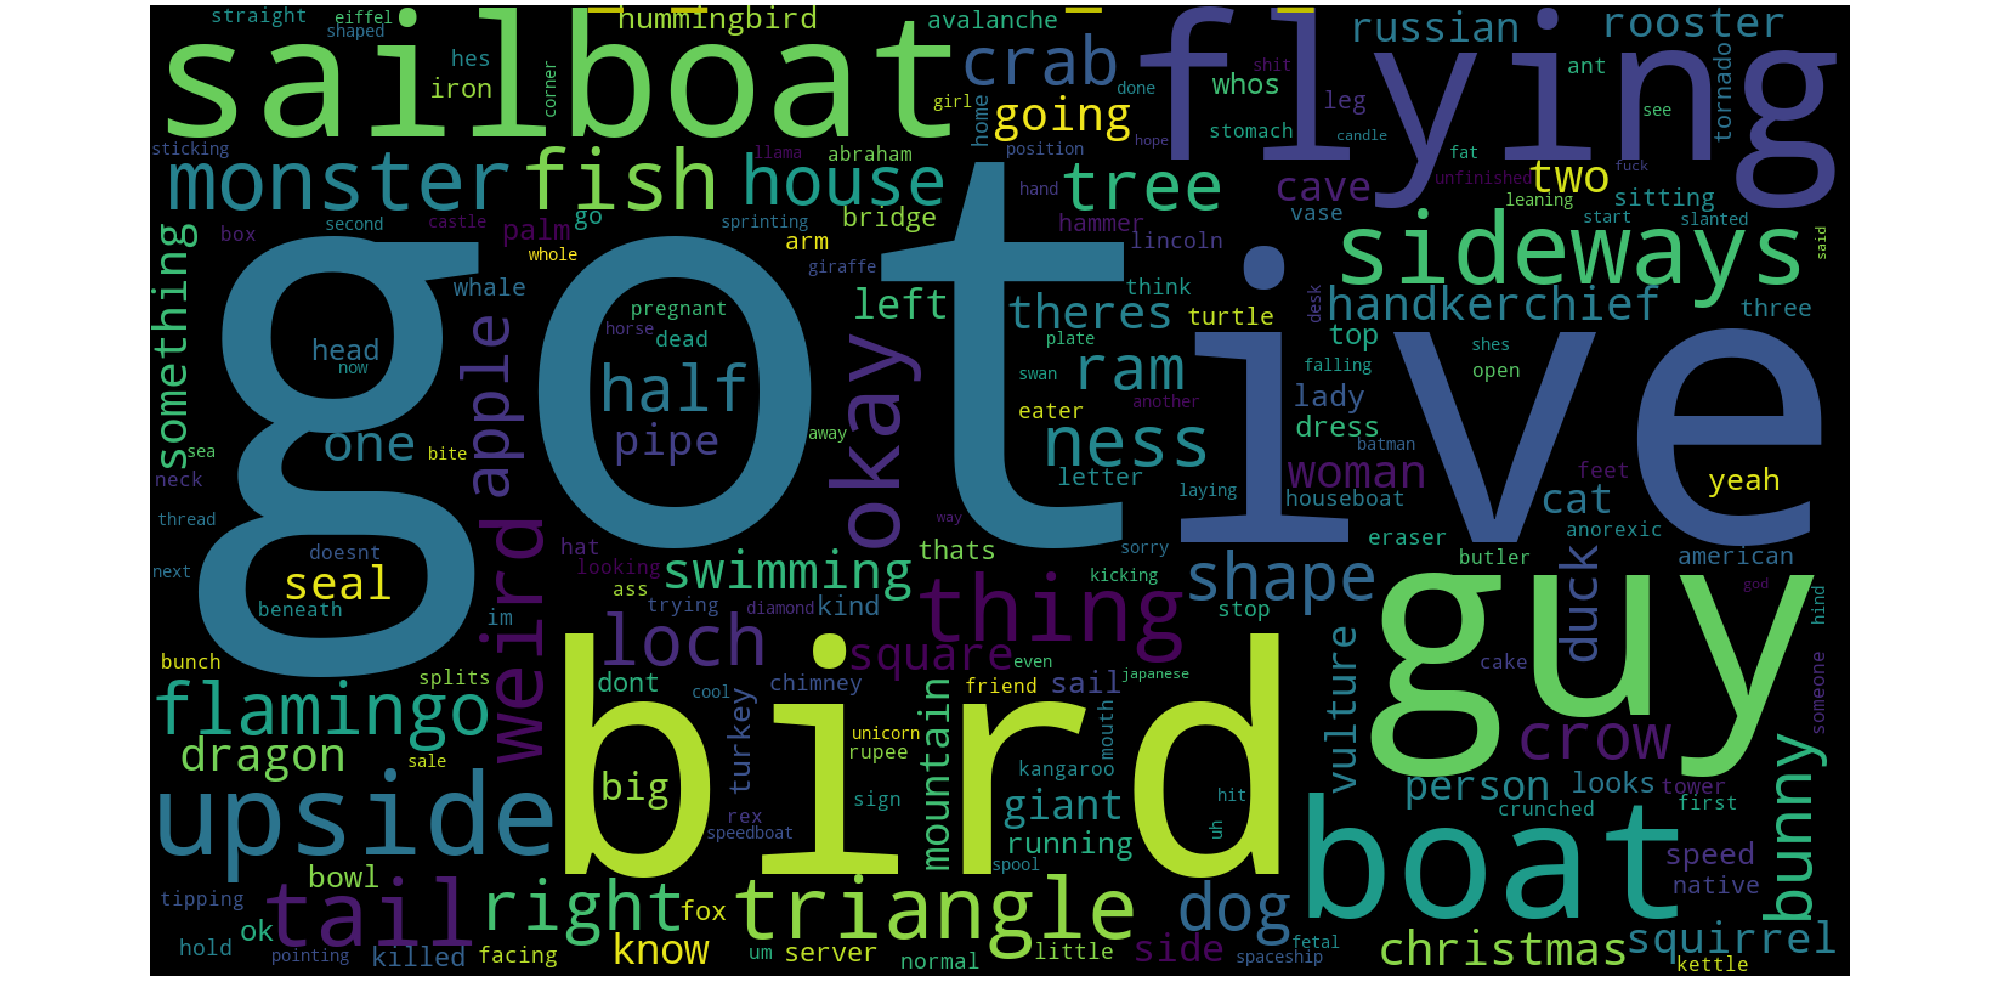 straight
eiffel
shaped
hummingbird
avalanche
russian
rooster
sailboat
hes
iron
corner
crab
flying
shit
whos
ant
tornado
girl
home
going
done
leg
see
stomach
candle
hope
sticking
monster
fish
house
llama
abraham
position
tree
fat
fuck
unfinished
two
cave
sitting
hand
leaning
vase
start
slanted
second
castle
go
sprinting
bridge
hammer
box
palm
arm
lincoln
sideways
said
something
whole
giraffe
whale
pregnant
left
think
theres
turtle
desk
handkerchief
three
got
ive
head
now
horse
dead
plate
top
shes
apple
half
okay
swan
ram
falling
open
another
lady
eater
one
pipe
away
ness
dress
batman
sea
bite
neck
letter
laying
woman
houseboat
feet
cat
yeah
thread
way
eraser
anorexic
doesnt
hat
thats
sorry
butler
american
next
seal
weird
looking
swimming
kicking
shape
duck
god
ass
beneath
im
trying
diamond
kind
thing
stop
guy
hind
loch
square
bunch
splits
dont
chimney
even
japanese
vulture
cake
someone
cool
friend
sail
flamingo
turkey
unicorn
mountain
mouth
crow
dragon
rupee
bird
sale
kangaroo
bunny
upside
big
sign
giant
hit
person
looks
tower
rex
speedboat
uh
crunched
first
running
boat
speed
spool
bowl
native
tipping
tail
right
fox
triangle
dog
ok
know
server
little
side
fetal
christmas
squirrel
hold
pointing
killed
facing
um
normal
spaceship
kettle